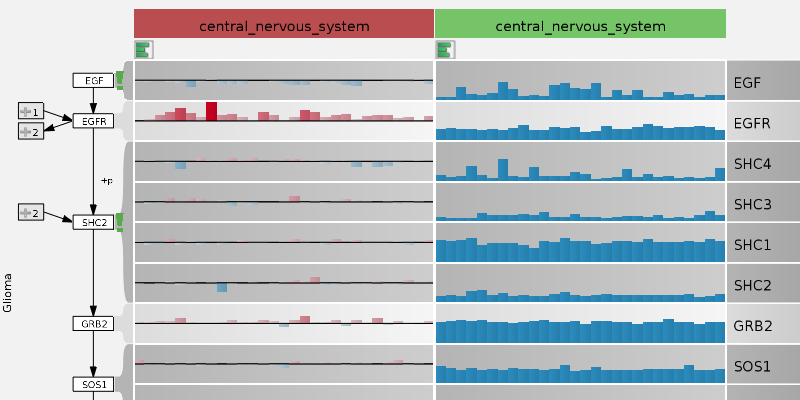 central_nervous_system
central_nervous_system
EGF
EGF
+1
EGFR
EGFR
+2
SHC4
+p
SHC3
+2
SHC2
SHC1
SHC2
Glioma
GRB2
GRB2
SOS1
SOS1